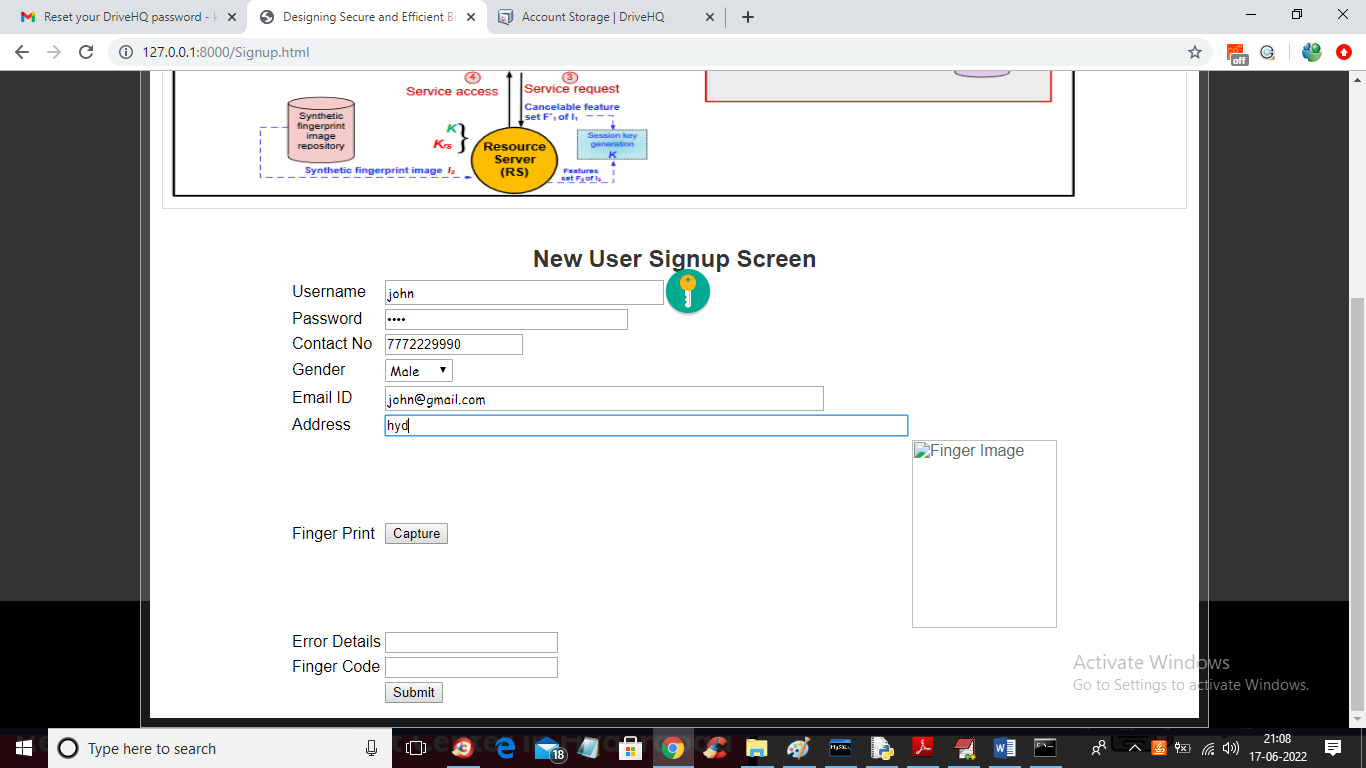 Reset your DriveHQ password - k
Designing Secure and Efficient Bi
Account Storage | DriveHQ
127.0.0.1:8000/Signup.html
off
4
3
Service access
Service request
Cancelable feature
set F'1 of I1
Synthetic
fingerprint
image
repository
K
Krs
Resource
Server
(RS)
Session key
generation
K
Synthetic fingerprint image I2
Features
set F2 of I2
New User Signup Screen
Username john
Password ••••
Contact No 7772229990
Gender Male
Email ID john@gmail.com
Address hyd
Finger Image
Finger Print Capture
Error Details
Finger Code
Submit
Activate Windows
Go to Settings to activate Windows.
Type here to search
18
MySQL
21:08
17-06-2022